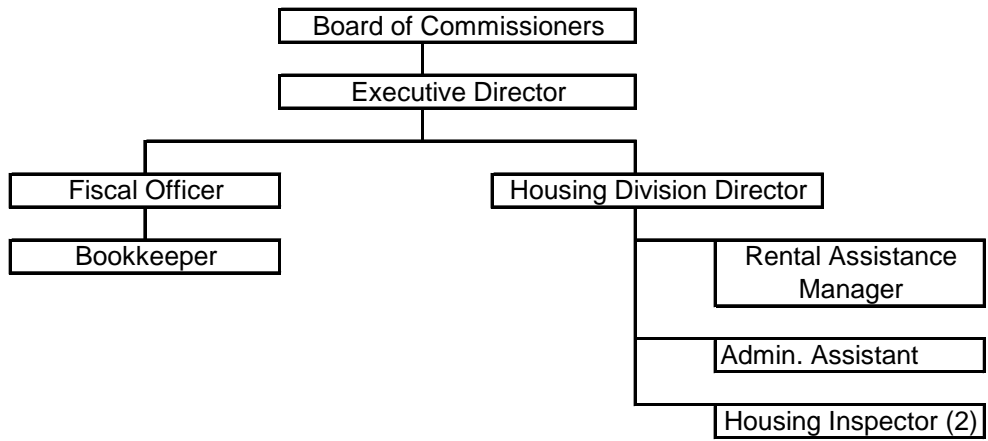 Board of Commissioners
Executive Director
Fiscal Officer
Housing Division Director
Bookkeeper
Rental Assistance
Manager
Admin. Assistant
Housing Inspector (2)